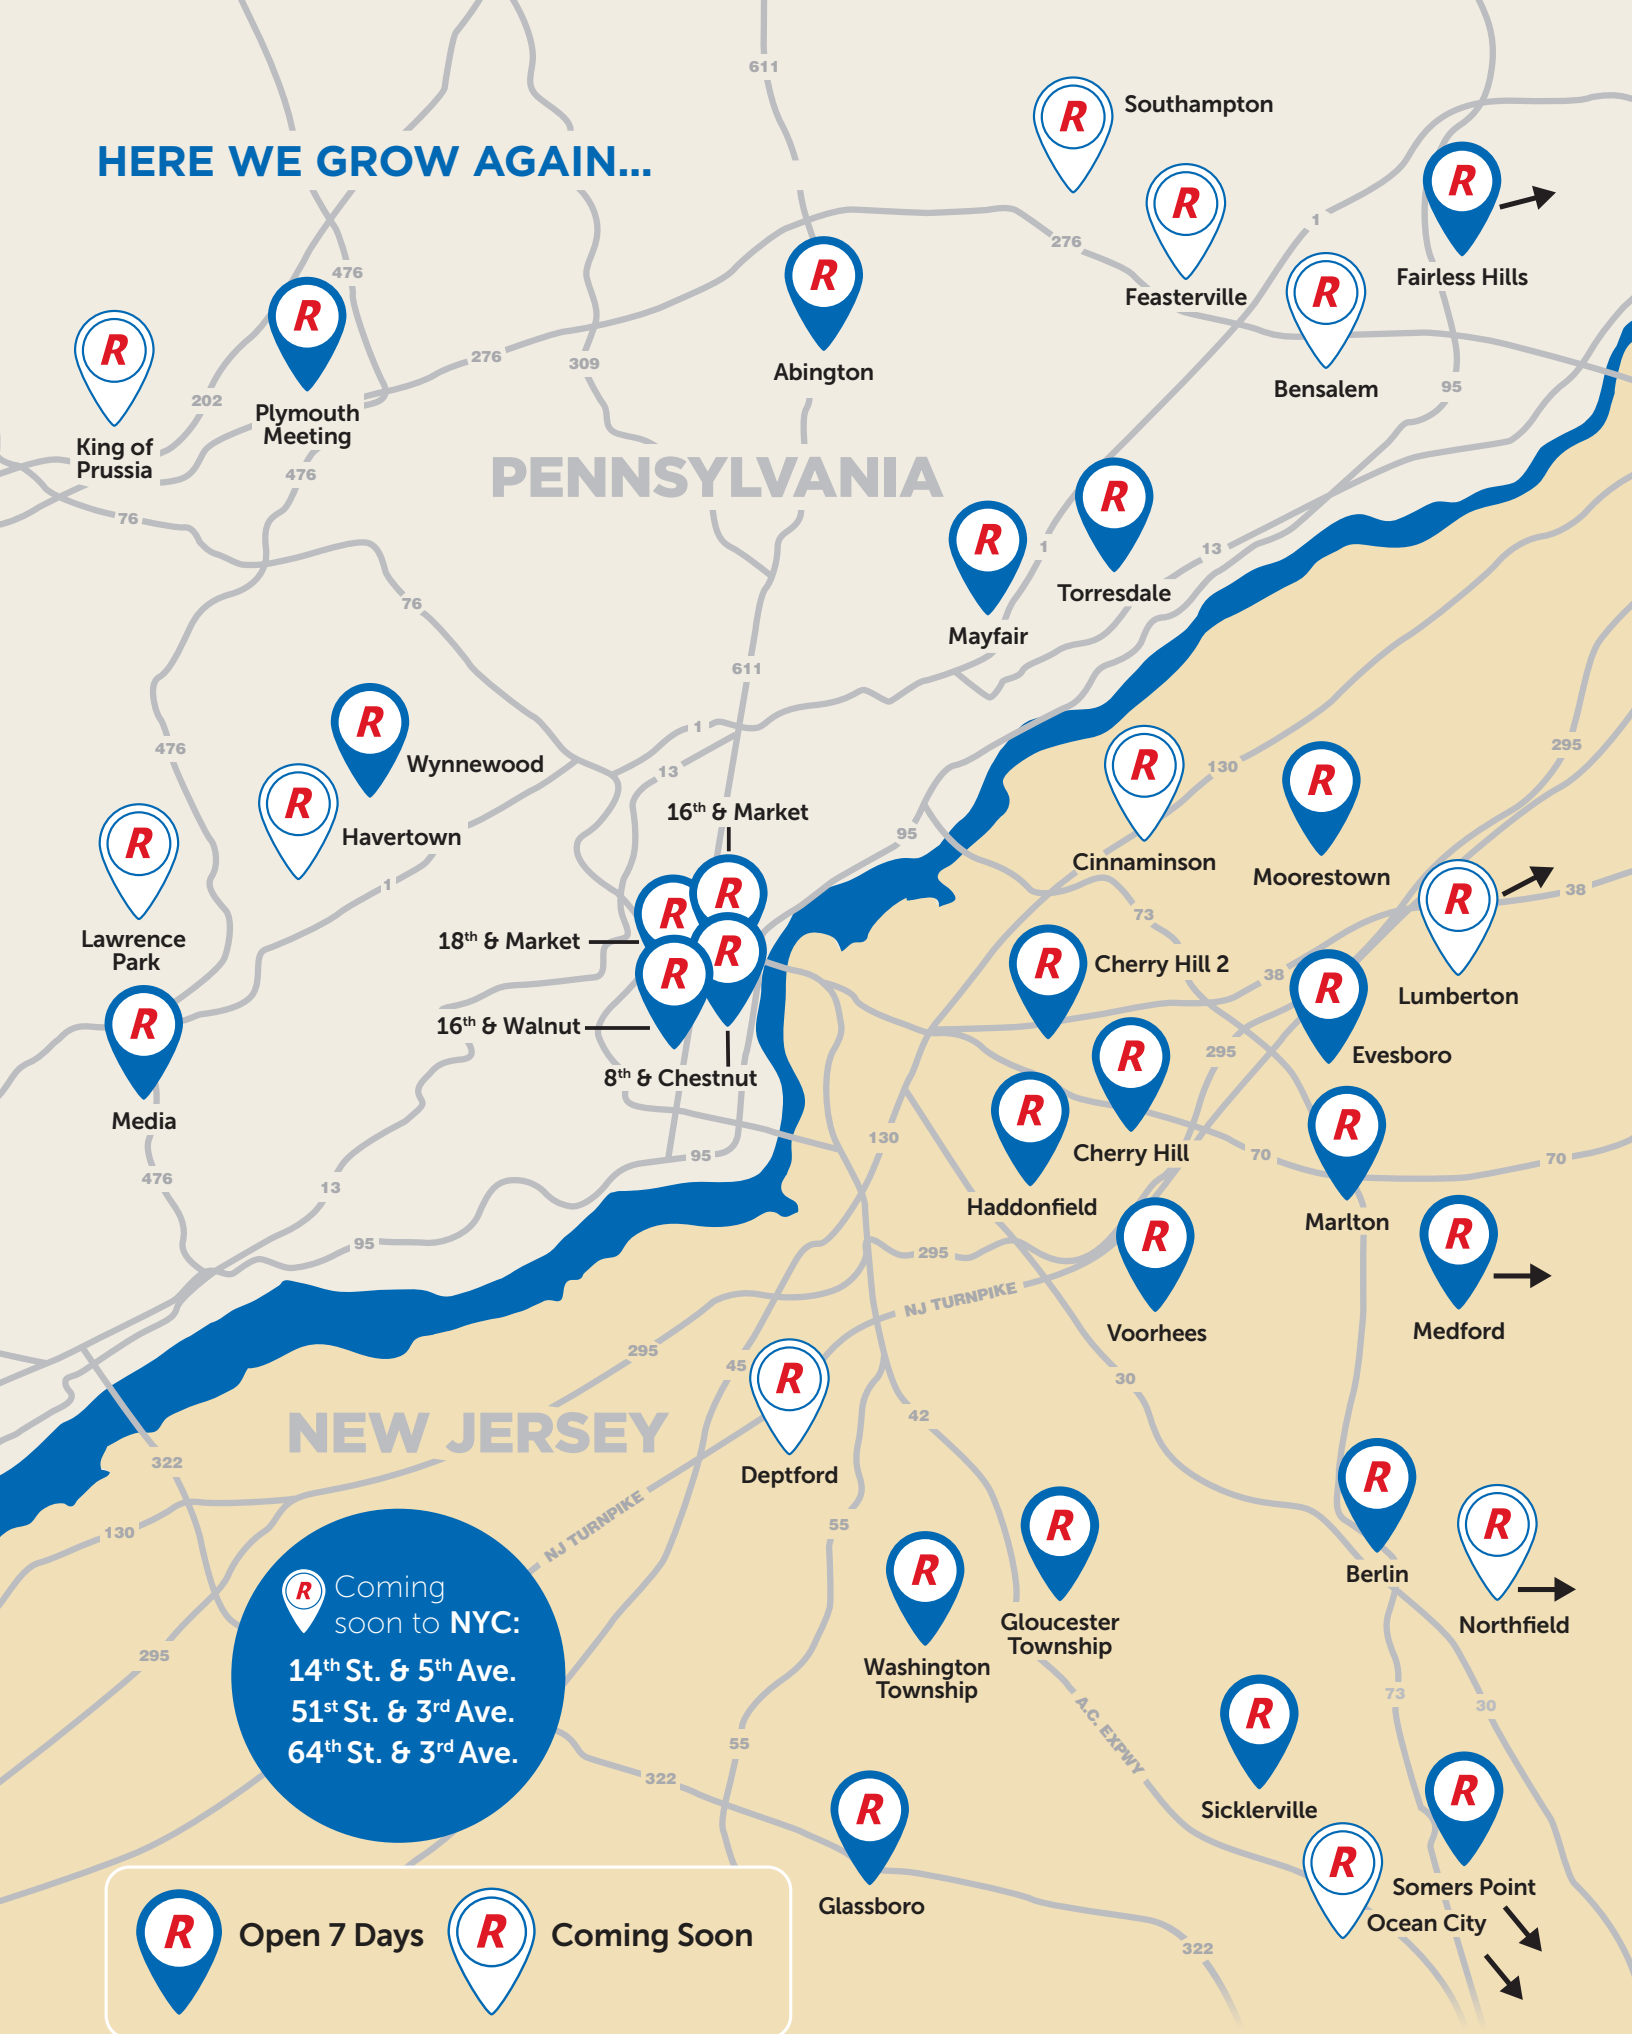 611
Southampton
R
R
HERE WE GROW AGAIN...
R
R
1
276
Fairless Hills
476
R
Feasterville
R
R
R
276
309
Abington
95
Bensalem
202
Plymouth
Meeting
King of
Prussia
476
PENNSYLVANIA
R
76
R
1
13
Torresdale
76
Mayfair
611
R
1
476
295
Wynnewood
13
R
130
R
R
16th & Market
95
Havertown
R
Cinnaminson
Moorestown
1
R
38
R
R
73
Lawrence
Park
18th & Market
R
R
Cherry Hill 2
38
R
R
Lumberton
R
16th & Walnut
295
Evesboro
R
8th & Chestnut
R
Media
R
130
95
Cherry Hill
70
70
476
13
Haddonfield
Marlton
R
R
95
295
NJ TURNPIKE
Voorhees
Medford
295
45
R
30
42
NEW JERSEY
322
Deptford
R
NJ TURNPIKE
55
R
R
130
R
Berlin
R
Coming
soon to NYC:
Gloucester
Township
Northfield
295
14th St. & 5th Ave.
Washington
Township
51st St. & 3rd Ave.
73
30
A.C. EXPWY
R
64th St. & 3rd Ave.
55
322
R
R
Sicklerville
R
Somers Point
Glassboro
Ocean City
R
Open 7 Days
R
Coming Soon
322